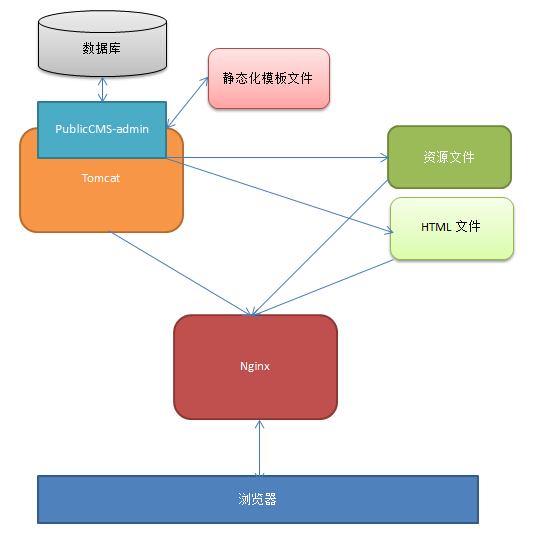 数据库
静态化模板文件
PublicCMS-admin
Tomcat
资源文件
HTML 文件
Nginx
浏览器